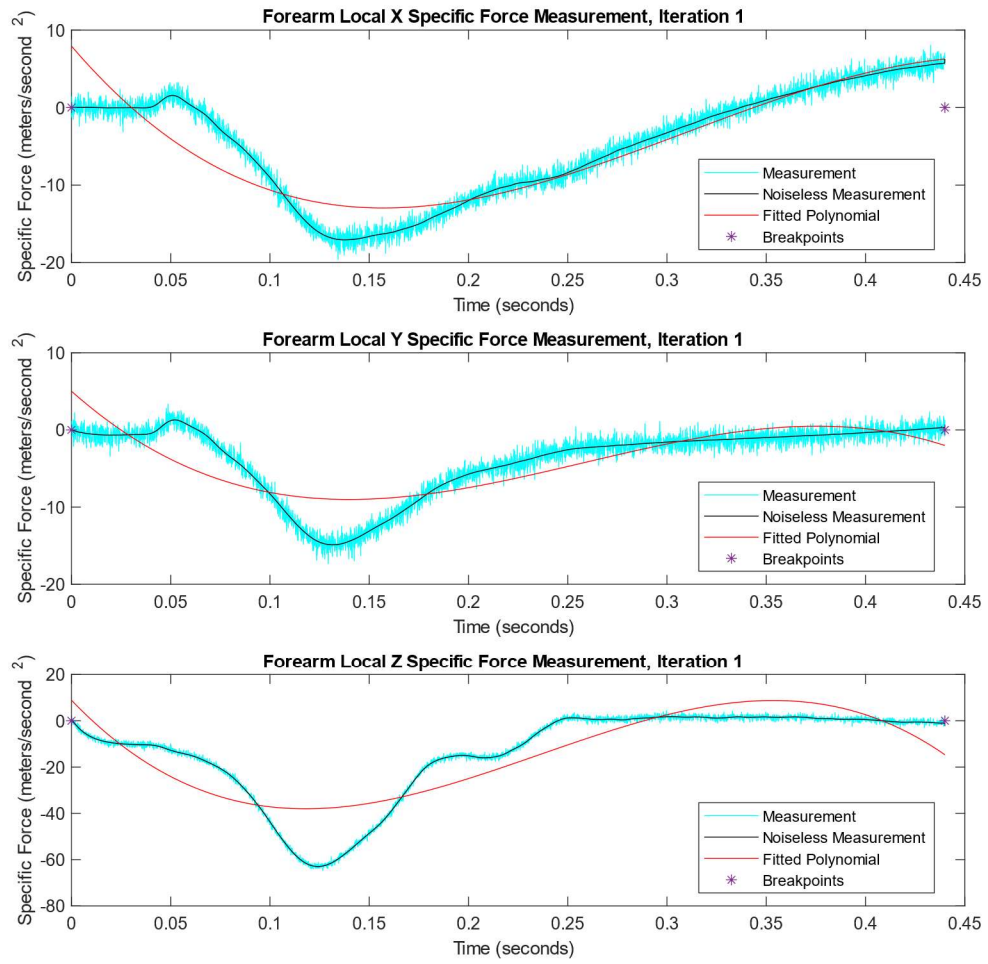 Forearm Local X Specific Force Measurement, Iteration 1
Specific Force (meters/second 2)
10
0
-10
-20
0 0.05 0.1 0.15 0.2 0.25 0.3 0.35 0.4 0.45
Time (seconds)
Measurement
Noiseless Measurement
Fitted Polynomial
Breakpoints
Forearm Local Y Specific Force Measurement, Iteration 1
Specific Force (meters/second 2)
10
0
-10
-20
0 0.05 0.1 0.15 0.2 0.25 0.3 0.35 0.4 0.45
Time (seconds)
Measurement
Noiseless Measurement
Fitted Polynomial
Breakpoints
Forearm Local Z Specific Force Measurement, Iteration 1
Specific Force (meters/second 2)
20
0
-20
-40
-60
-80
0 0.05 0.1 0.15 0.2 0.25 0.3 0.35 0.4 0.45
Time (seconds)
Measurement
Noiseless Measurement
Fitted Polynomial
Breakpoints